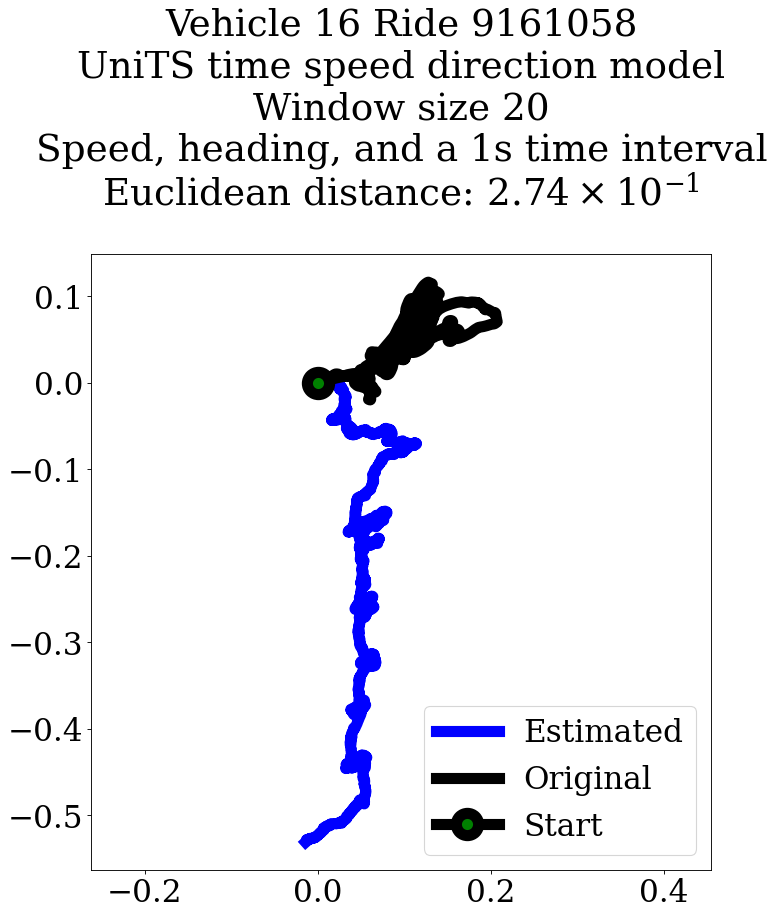 Vehicle 16 Ride 9161058
UniTS time speed direction model
Window size 20
Speed, heading, and a 1s time interval
Euclidean distance: 2.74 × 10⁻¹
0.1
0.0
−0.1
−0.2
−0.3
−0.4
−0.5
Estimated
Original
Start
−0.2 0.0 0.2 0.4